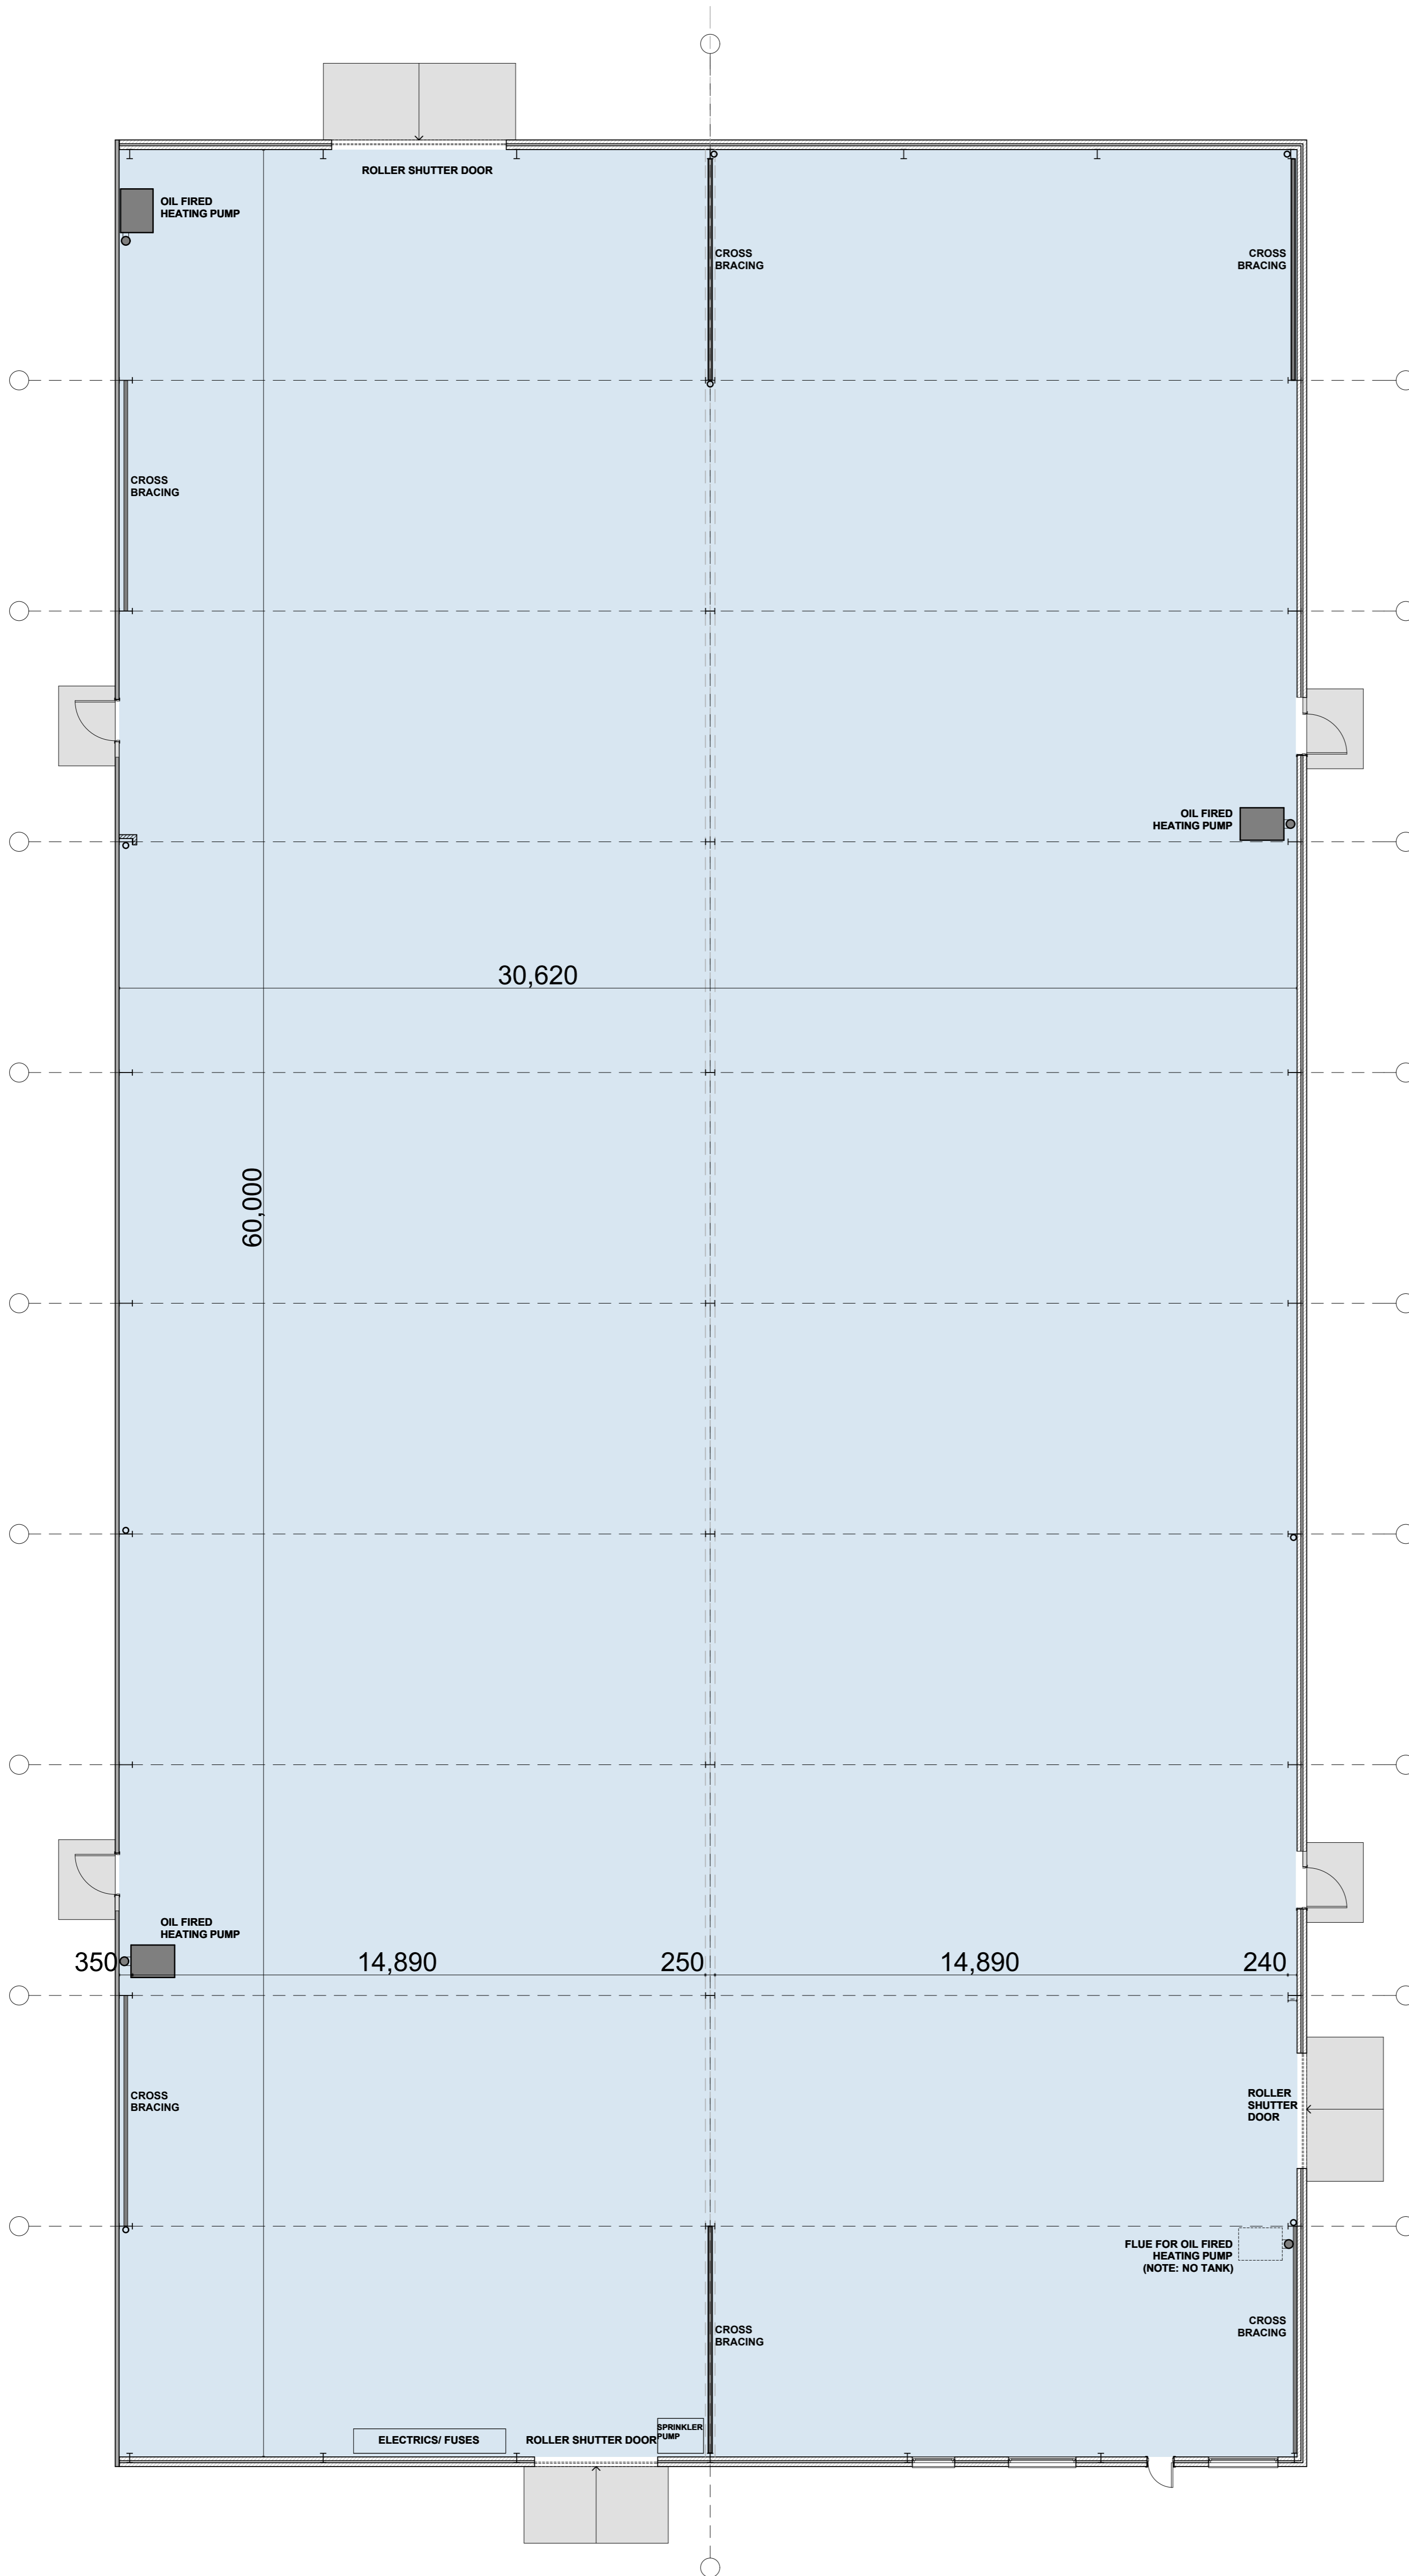 ROLLER SHUTTER DOOR
OIL FIRED
HEATING PUMP
CROSS
BRACING
CROSS
BRACING
CROSS
BRACING
OIL FIRED
HEATING PUMP
30,620
60,000
OIL FIRED
HEATING PUMP
350
14,890
250
14,890
240
CROSS
BRACING
ROLLER
SHUTTER
DOOR
FLUE FOR OIL FIRED
HEATING PUMP
(NOTE: NO TANK)
CROSS
BRACING
CROSS
BRACING
ELECTRICS/ FUSES
ROLLER SHUTTER DOOR
SPRINKLER
PUMP